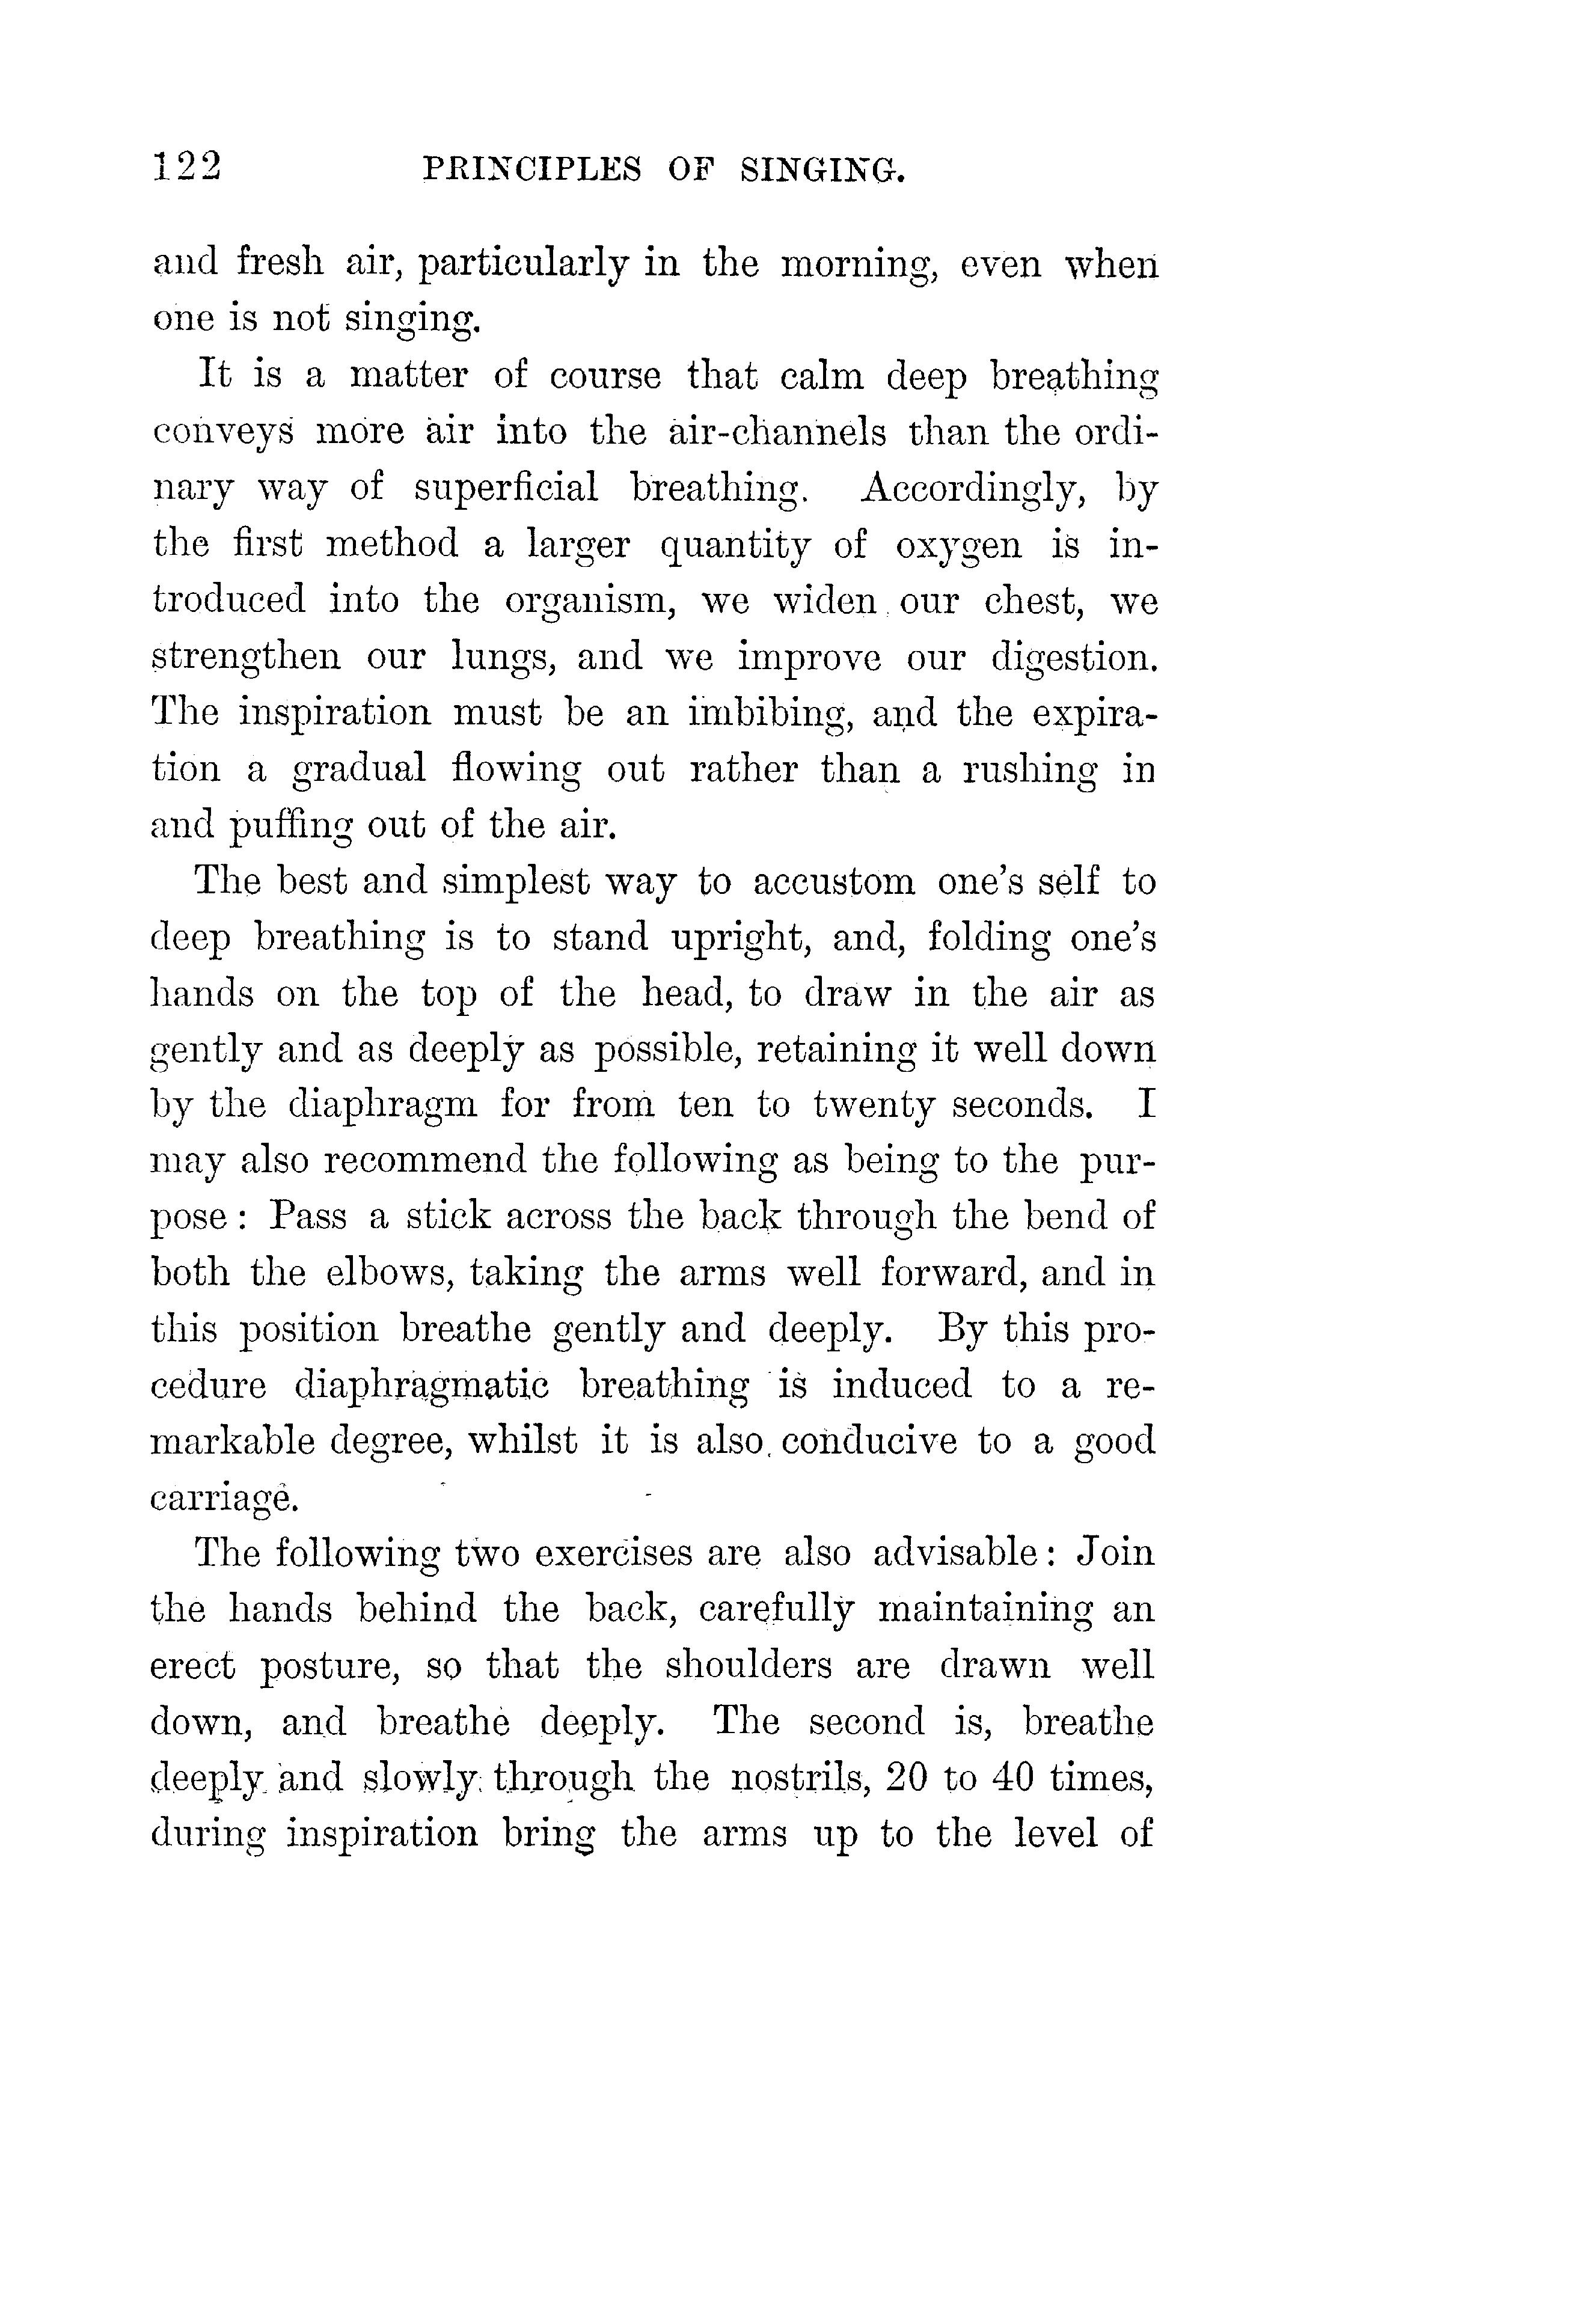 122 PRINCIPLES OF SINGING.
and fresh air, particularly in the morning, even when
one is not singing.
It is a matter of course that calm deep breathing
conveys more air into the air-channels than the ordi-
nary way of superficial breathing. Accordingly, by
the first method a larger quantity of oxygen is in-
troduced into the organism, we widen our chest, we
strengthen our lungs, and we improve our digestion.
The inspiration must be an imbibing, and the expira-
tion a gradual flowing out rather than a rushing in
and puffing out of the air.
The best and simplest way to accustom one's self to
deep breathing is to stand upright, and, folding one's
hands on the top of the head, to draw in the air as
gently and as deeply as possible, retaining it well down
by the diaphragm for from ten to twenty seconds. I
may also recommend the following as being to the pur-
pose: Pass a stick across the back through the bend of
both the elbows, taking the arms well forward, and in
this position breathe gently and deeply. By this pro-
cedure diaphragmatic breathing is induced to a re-
markable degree, whilst it is also conducive to a good
carriage.
The following two exercises are also advisable: Join
the hands behind the back, carefully maintaining an
erect posture, so that the shoulders are drawn well
down, and breathe deeply. The second is, breathe
deeply and slowly through the nostrils, 20 to 40 times,
during inspiration bring the arms up to the level of